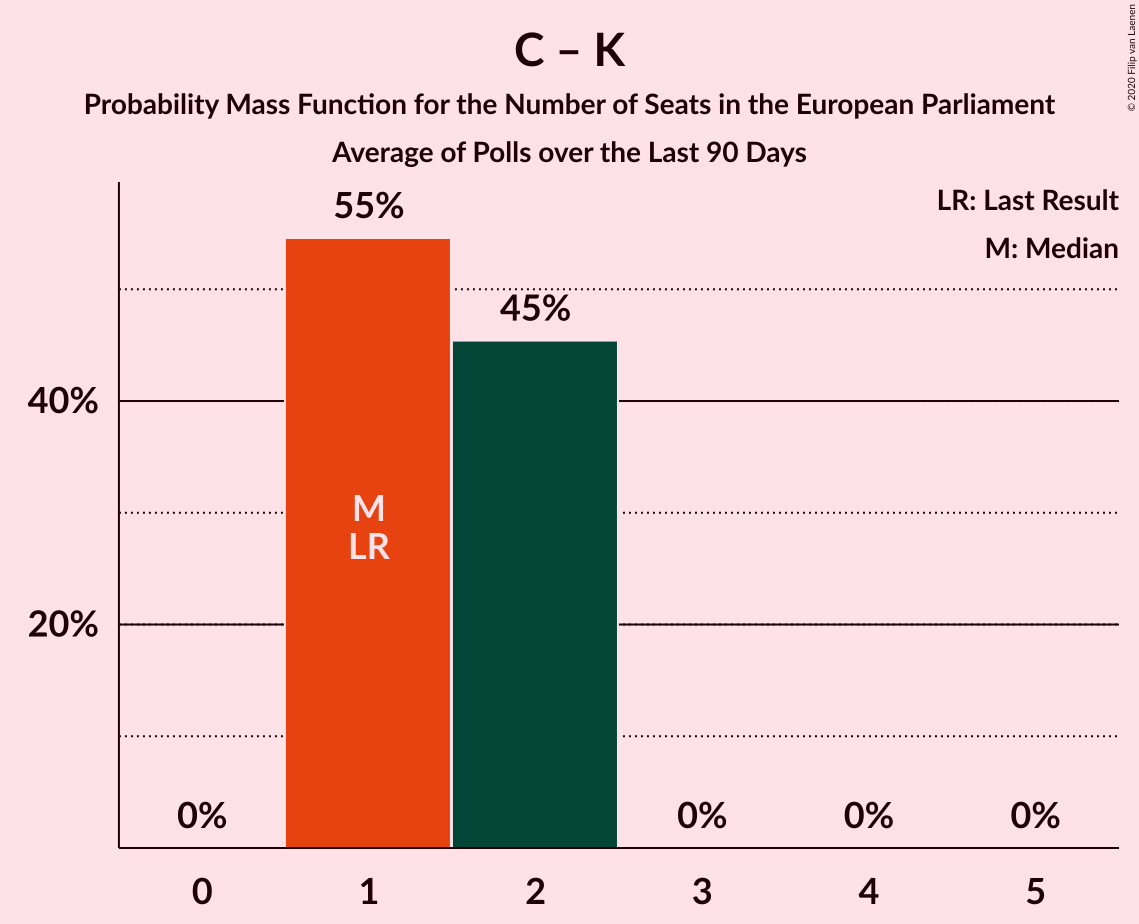 C – K
Probability Mass Function for the Number of Seats in the European Parliament
Average of Polls over the Last 90 Days
© 2020 Filip van Laenen
LR: Last Result
M: Median
55%
45%
40%
20%
M
LR
0%
0%
0%
0%
0
1
2
3
4
5